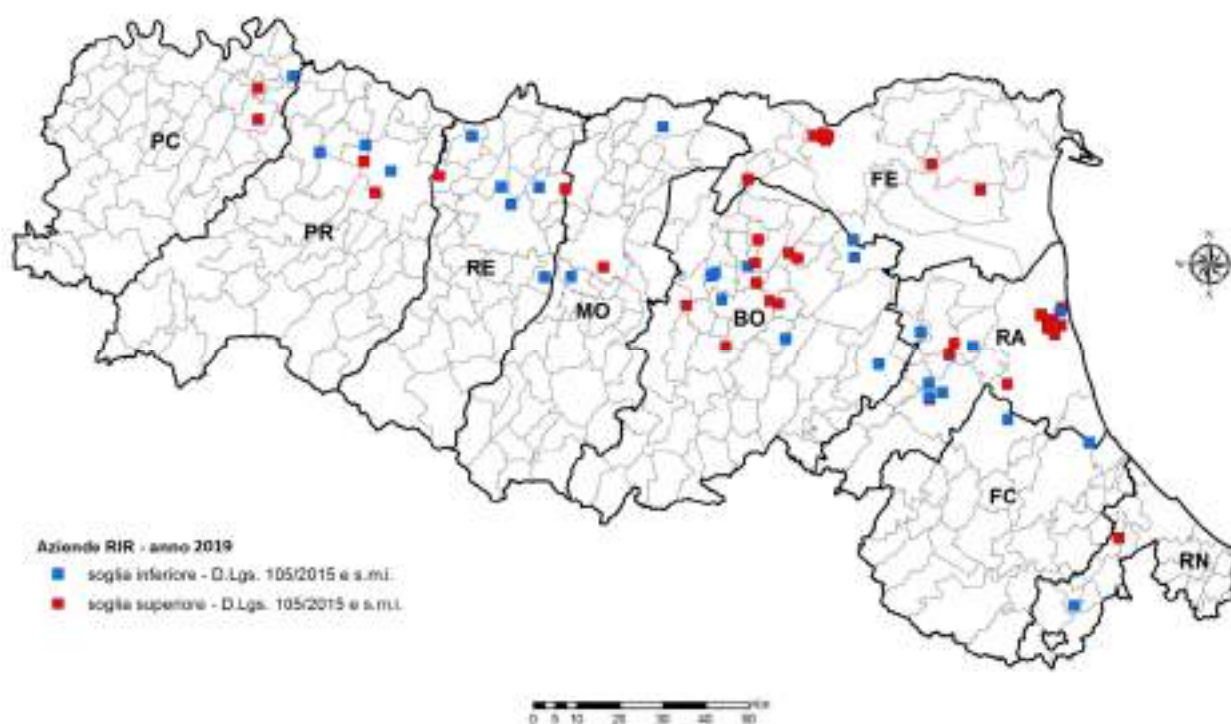 PC
PR
RE
MO
BO
FE
RA
FC
RN
Aziende RIR - anno 2019
soglia inferiore - D.Lgs. 105/2015 e s.m.i.
soglia superiore - D.Lgs. 105/2015 e s.m.i.
0 5 10 20 30 40 50